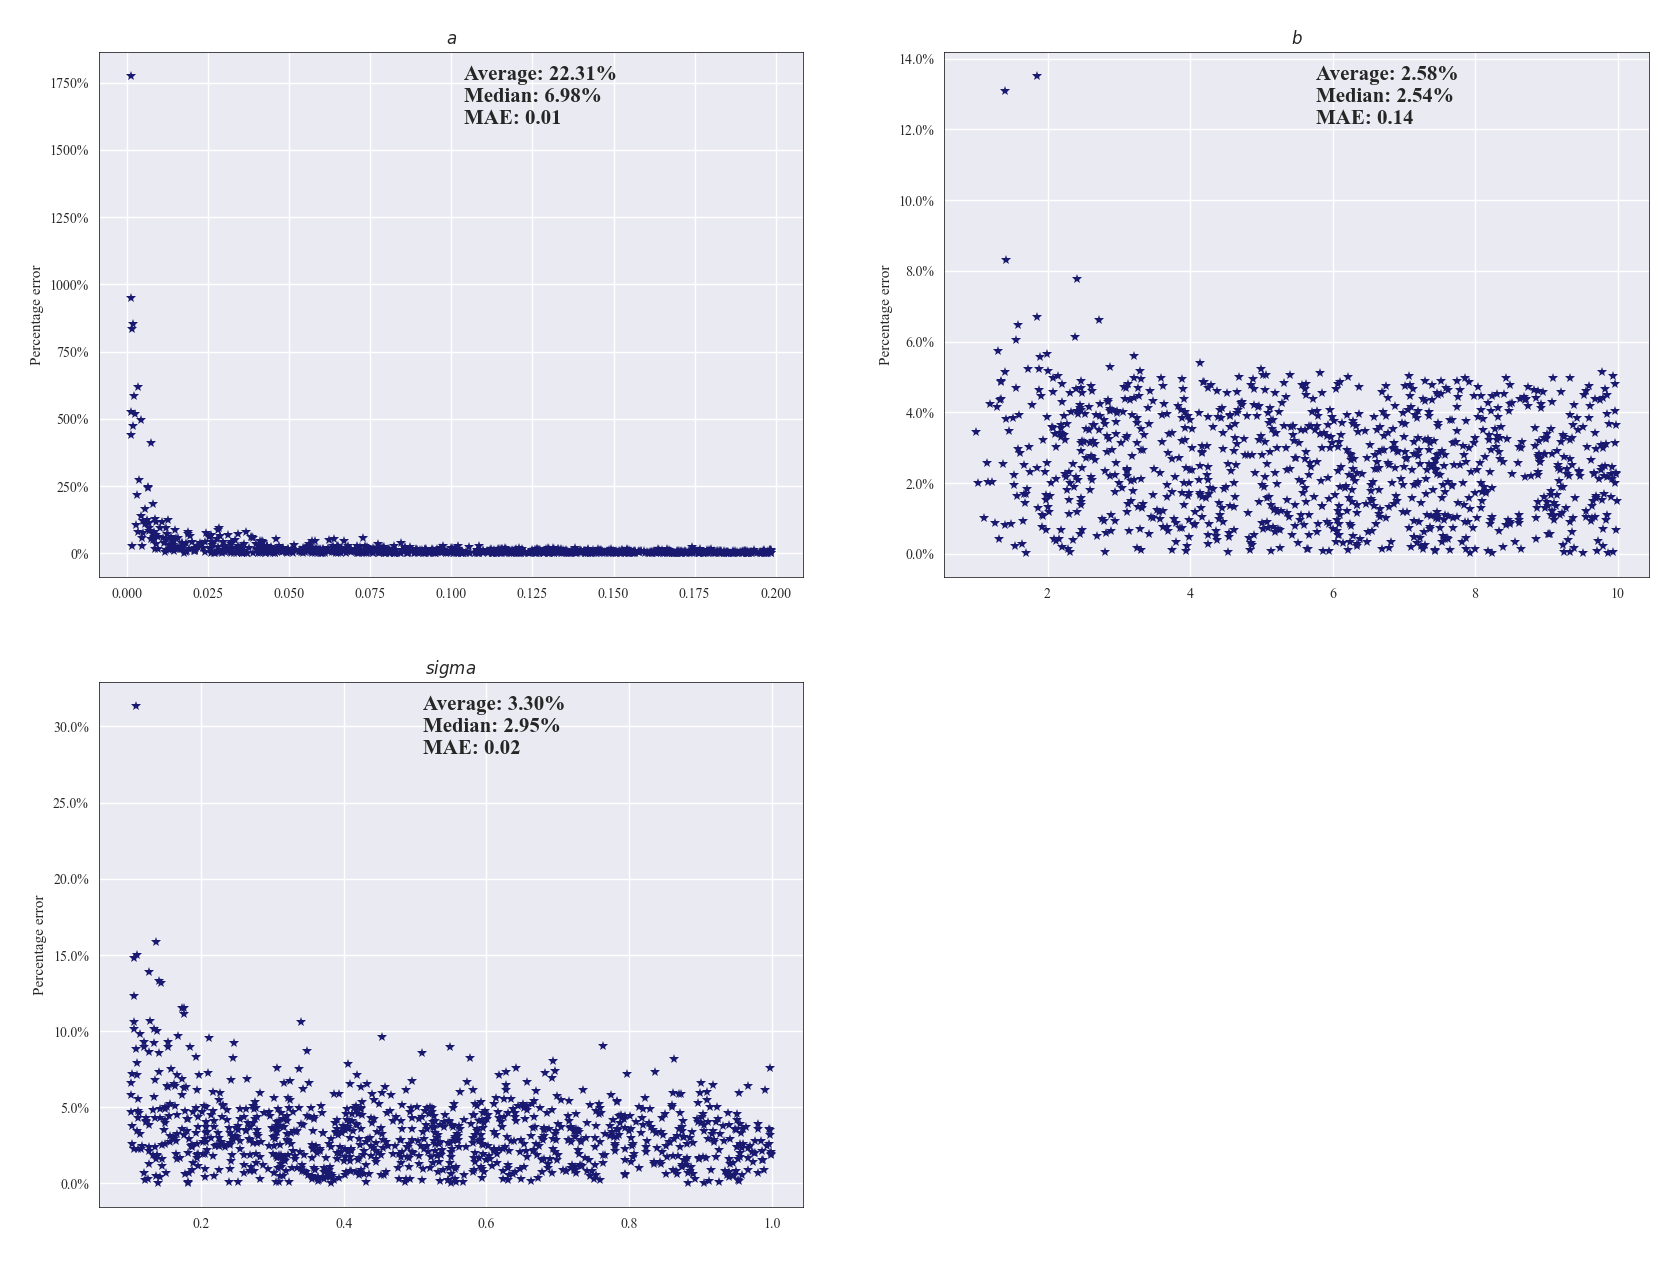 a
Average: 22.31%
Median: 6.98%
MAE: 0.01
Percentage error
1750%
1500%
1250%
1000%
750%
500%
250%
0%
0.000 0.025 0.050 0.075 0.100 0.125 0.150 0.175 0.200
b
Average: 2.58%
Median: 2.54%
MAE: 0.14
Percentage error
14.0%
12.0%
10.0%
8.0%
6.0%
4.0%
2.0%
0.0%
2 4 6 8 10
sigma
Average: 3.30%
Median: 2.95%
MAE: 0.02
Percentage error
30.0%
25.0%
20.0%
15.0%
10.0%
5.0%
0.0%
0.2 0.4 0.6 0.8 1.0